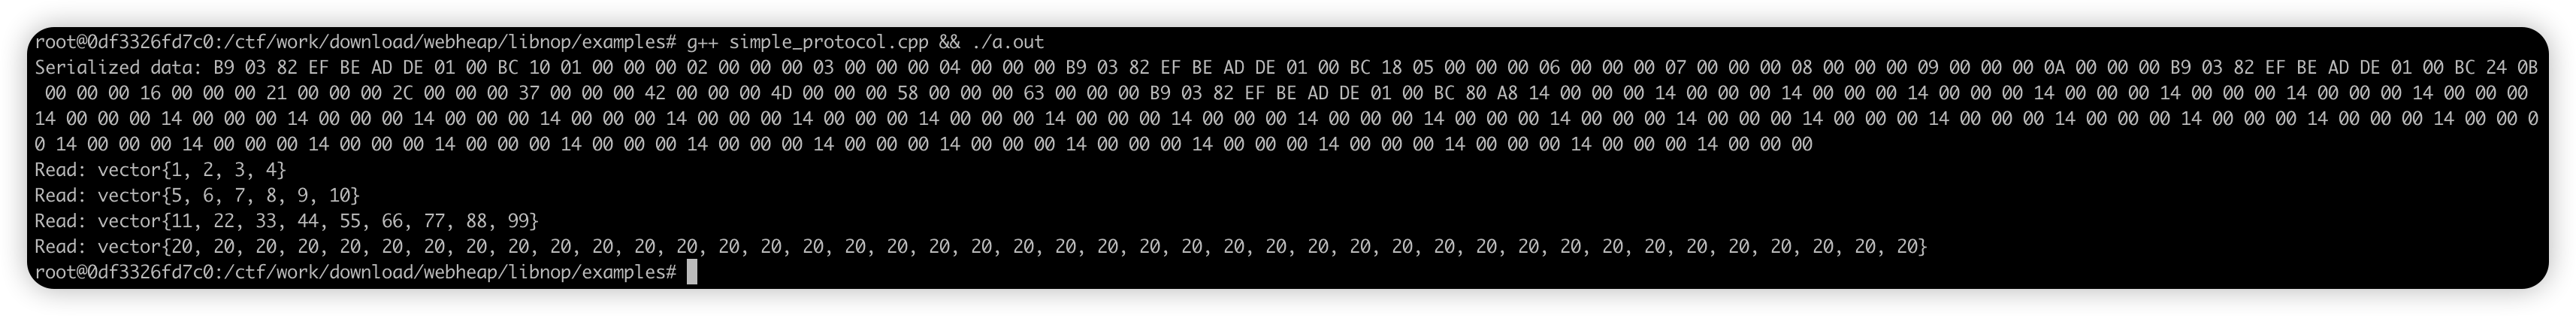 root@0df3326fd7c0:/ctf/work/download/webheap/libnop/examples# g++ simple_protocol.cpp && ./a.out
Serialized data: B9 03 82 EF BE AD DE 01 00 BC 10 01 00 00 00 02 00 00 00 03 00 00 00 04 00 00 00 B9 03 82 EF BE AD DE 01 00 BC 18 05 00 00 00 06 00 00 00 07 00 00 00 08 00 00 00 09 00 00 00 0A 00 00 00 B9 03 82 EF BE AD DE 01 00 BC 24 0B
00 00 00 16 00 00 00 21 00 00 00 2C 00 00 00 37 00 00 00 42 00 00 00 4D 00 00 00 58 00 00 00 63 00 00 00 B9 03 82 EF BE AD DE 01 00 BC 80 A8 14 00 00 00 14 00 00 00 14 00 00 00 14 00 00 00 14 00 00 00 14 00 00 00 14 00 00 00 14 00 00 00
14 00 00 00 14 00 00 00 14 00 00 00 14 00 00 00 14 00 00 00 14 00 00 00 14 00 00 00 14 00 00 00 14 00 00 00 14 00 00 00 14 00 00 00 14 00 00 00 14 00 00 00 14 00 00 00 14 00 00 00 14 00 00 00 14 00 00 00 14 00 00 00 14 00 00 00 14 00 00 0
0 14 00 00 00 14 00 00 00 14 00 00 00 14 00 00 00 14 00 00 00 14 00 00 00 14 00 00 00 14 00 00 00 14 00 00 00 14 00 00 00 14 00 00 00 14 00 00 00 14 00 00 00 14 00 00 00
Read: vector{1, 2, 3, 4}
Read: vector{5, 6, 7, 8, 9, 10}
Read: vector{11, 22, 33, 44, 55, 66, 77, 88, 99}
Read: vector{20, 20, 20, 20, 20, 20, 20, 20, 20, 20, 20, 20, 20, 20, 20, 20, 20, 20, 20, 20, 20, 20, 20, 20, 20, 20, 20, 20, 20, 20, 20, 20, 20, 20, 20, 20, 20, 20, 20, 20, 20, 20}
root@0df3326fd7c0:/ctf/work/download/webheap/libnop/examples#